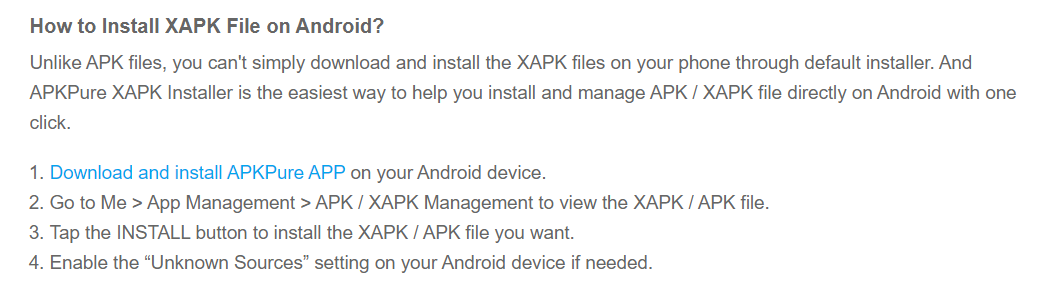 How to Install XAPK File on Android?
Unlike APK files, you can't simply download and install the XAPK files on your phone through default installer. And
APKPure XAPK Installer is the easiest way to help you install and manage APK / XAPK file directly on Android with one
click.
1. Download and install APKPure APP on your Android device.
2. Go to Me > App Management > APK / XAPK Management to view the XAPK / APK file.
3. Tap the INSTALL button to install the XAPK / APK file you want.
4. Enable the “Unknown Sources” setting on your Android device if needed.